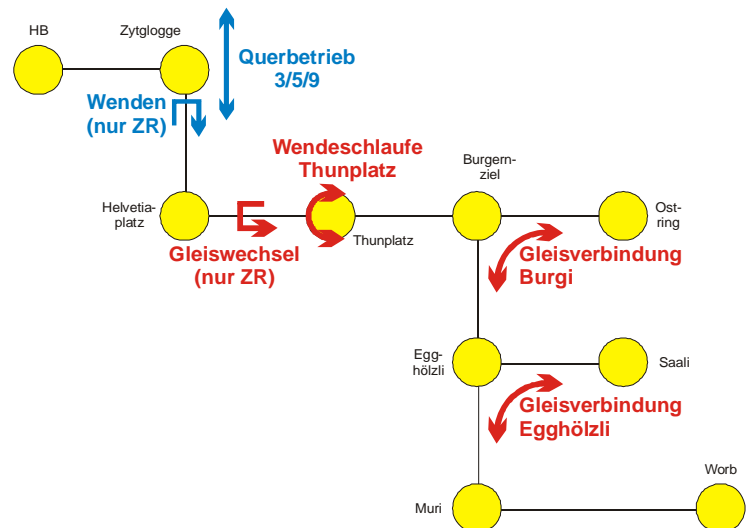 HB
Zytglogge
Querbetrieb
3/5/9
Wenden
(nur ZR)
Wendeschlaufe
Thunplatz
Burgern-
ziel
Helvetia-
platz
Ost-
ring
Thunplatz
Gleiswechsel
(nur ZR)
Gleisverbindung
Burgi
Egg-
hölzli
Saali
Gleisverbindung
Egghölzli
Worb
Muri